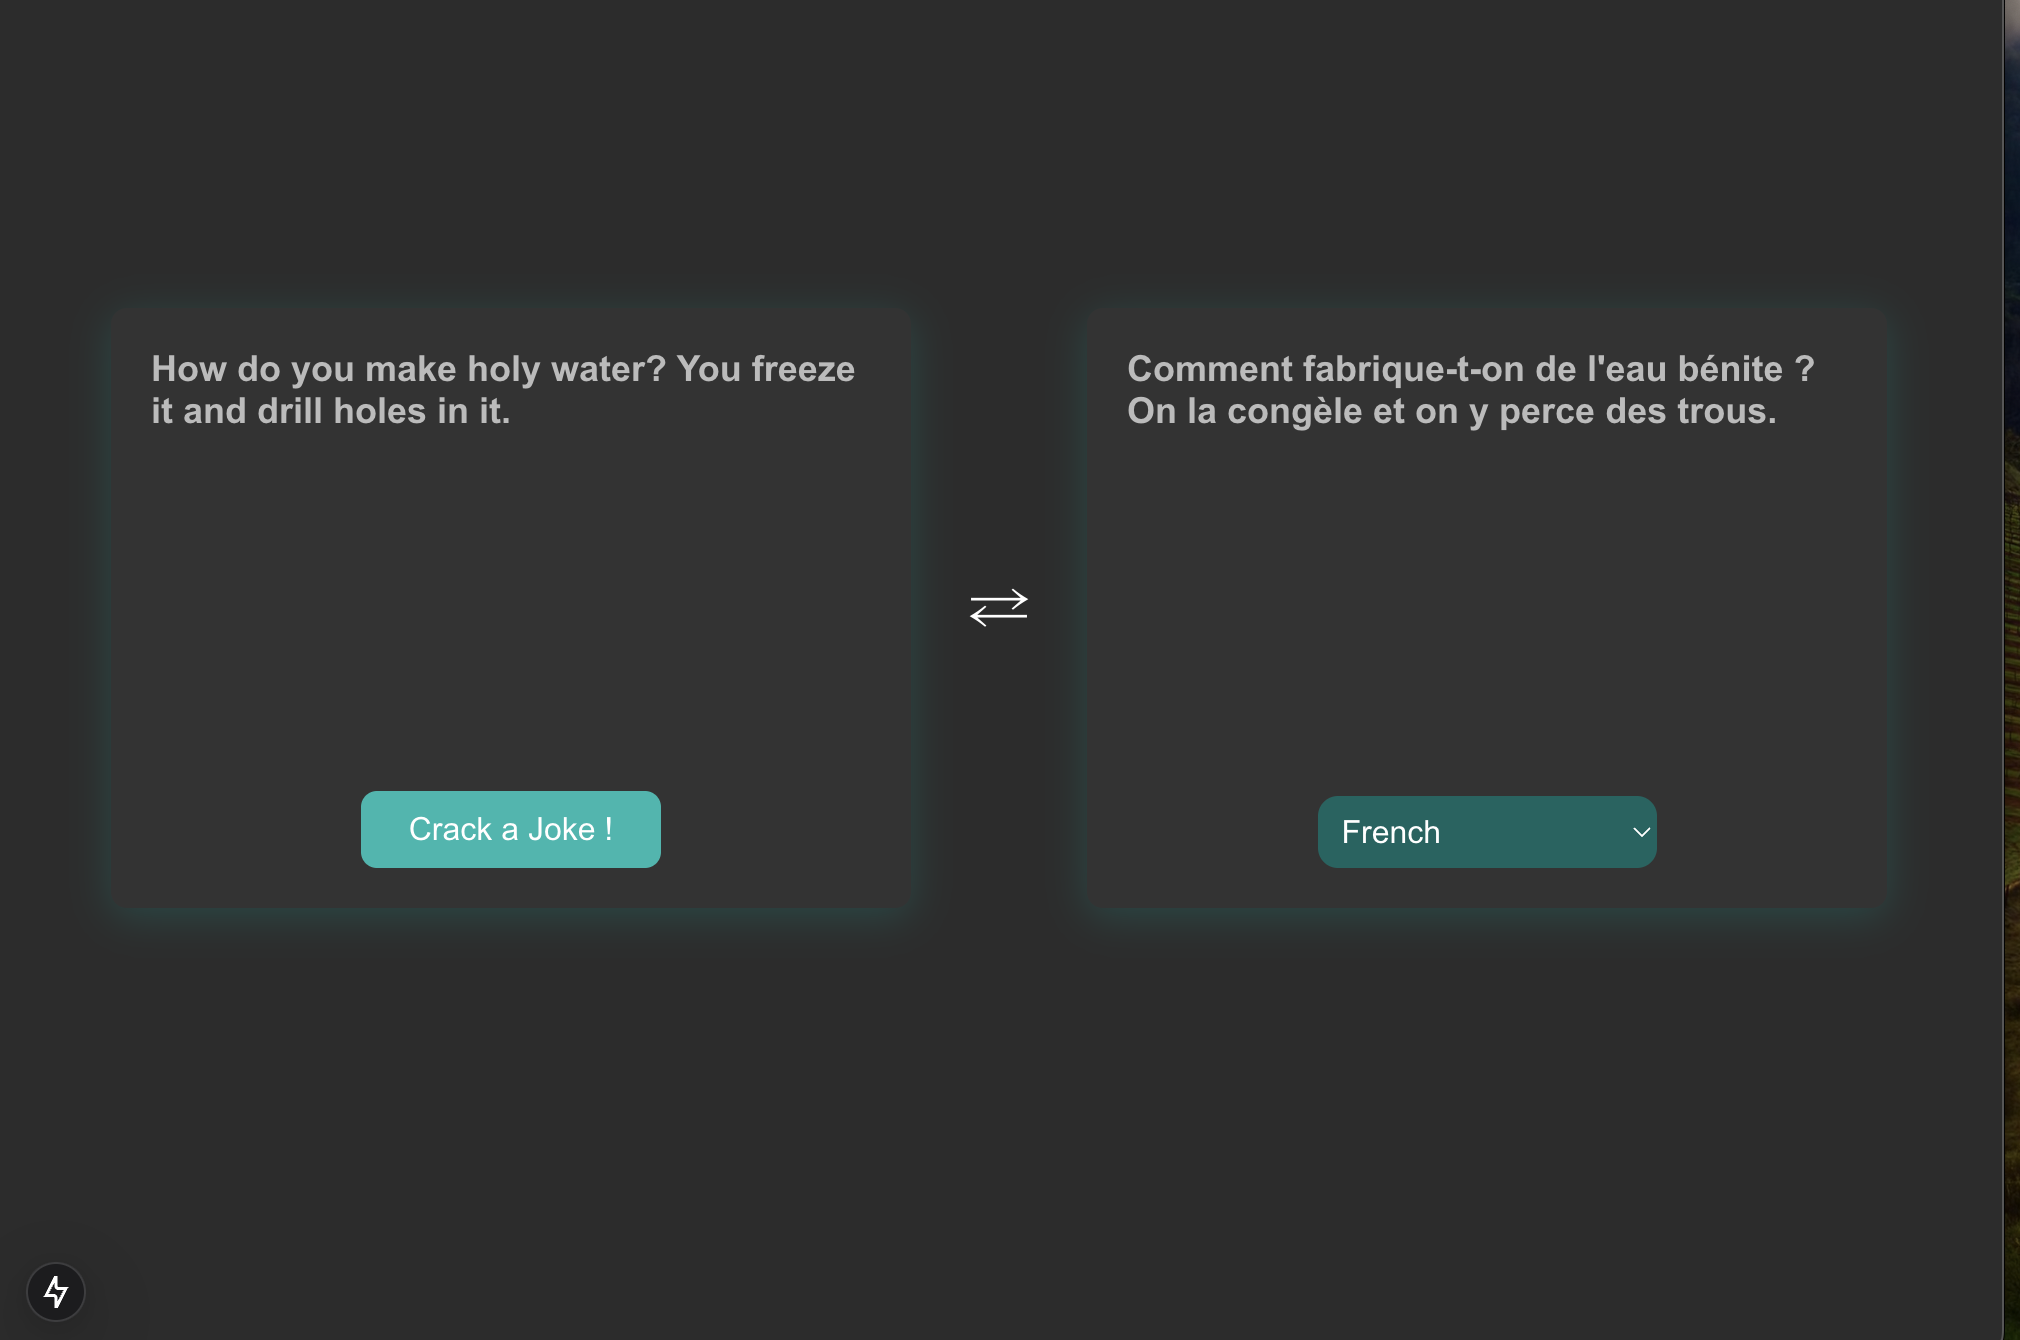 How do you make holy water? You freeze
it and drill holes in it.
Crack a Joke !
Comment fabrique-t-on de l'eau bénite ?
On la congèle et on y perce des trous.
French